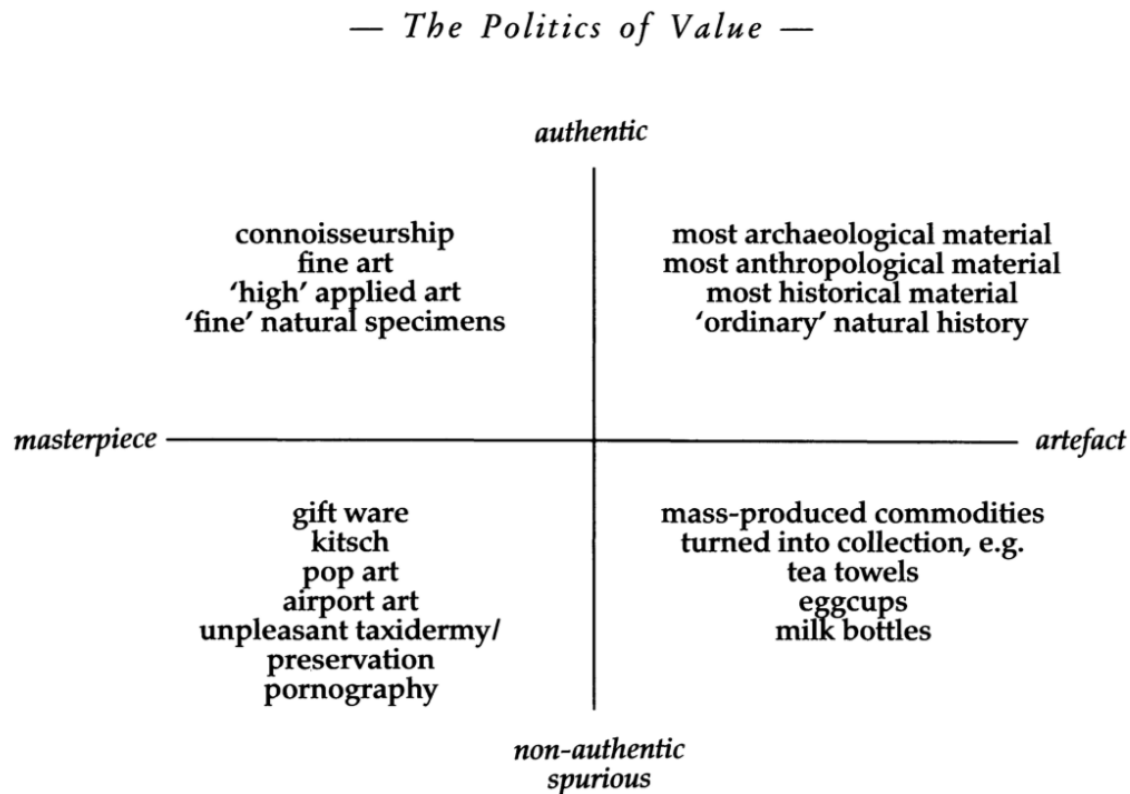 — The Politics of Value —
authentic
connoisseurship
fine art
‘high’ applied art
‘fine’ natural specimens
most archaeological material
most anthropological material
most historical material
‘ordinary’ natural history
masterpiece
artefact
gift ware
kitsch
pop art
airport art
unpleasant taxidermy/
preservation
pornography
mass-produced commodities
turned into collection, e.g.
tea towels
eggcups
milk bottles
non-authentic
spurious